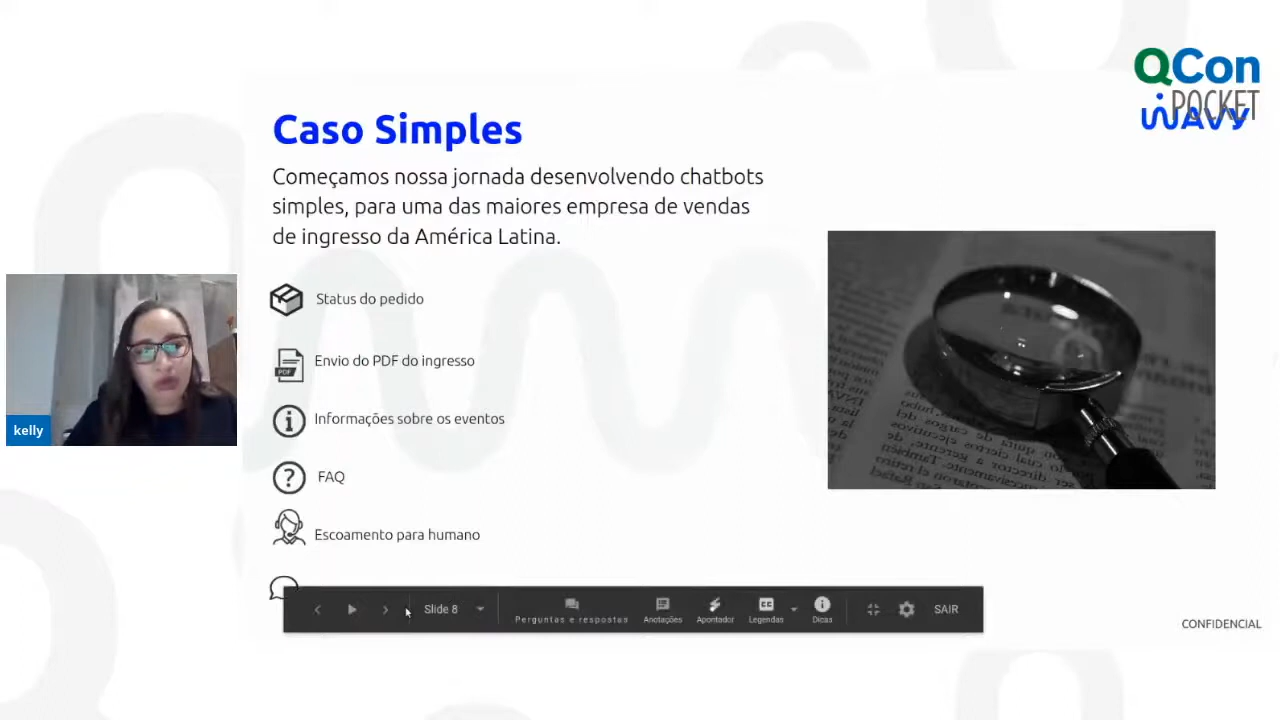 QCon
POCKET
WAVY
Caso Simples
Começamos nossa jornada desenvolvendo chatbots
simples, para uma das maiores empresa de vendas
de ingresso da América Latina.
Status do pedido
PDF
Envio do PDF do ingresso
Informações sobre os eventos
FAQ
Escoamento para humano
kelly
Slide 8
Perguntas e respostas
Anotações
Apontador
Legendas
Dicas
SAIR
CONFIDENCIAL